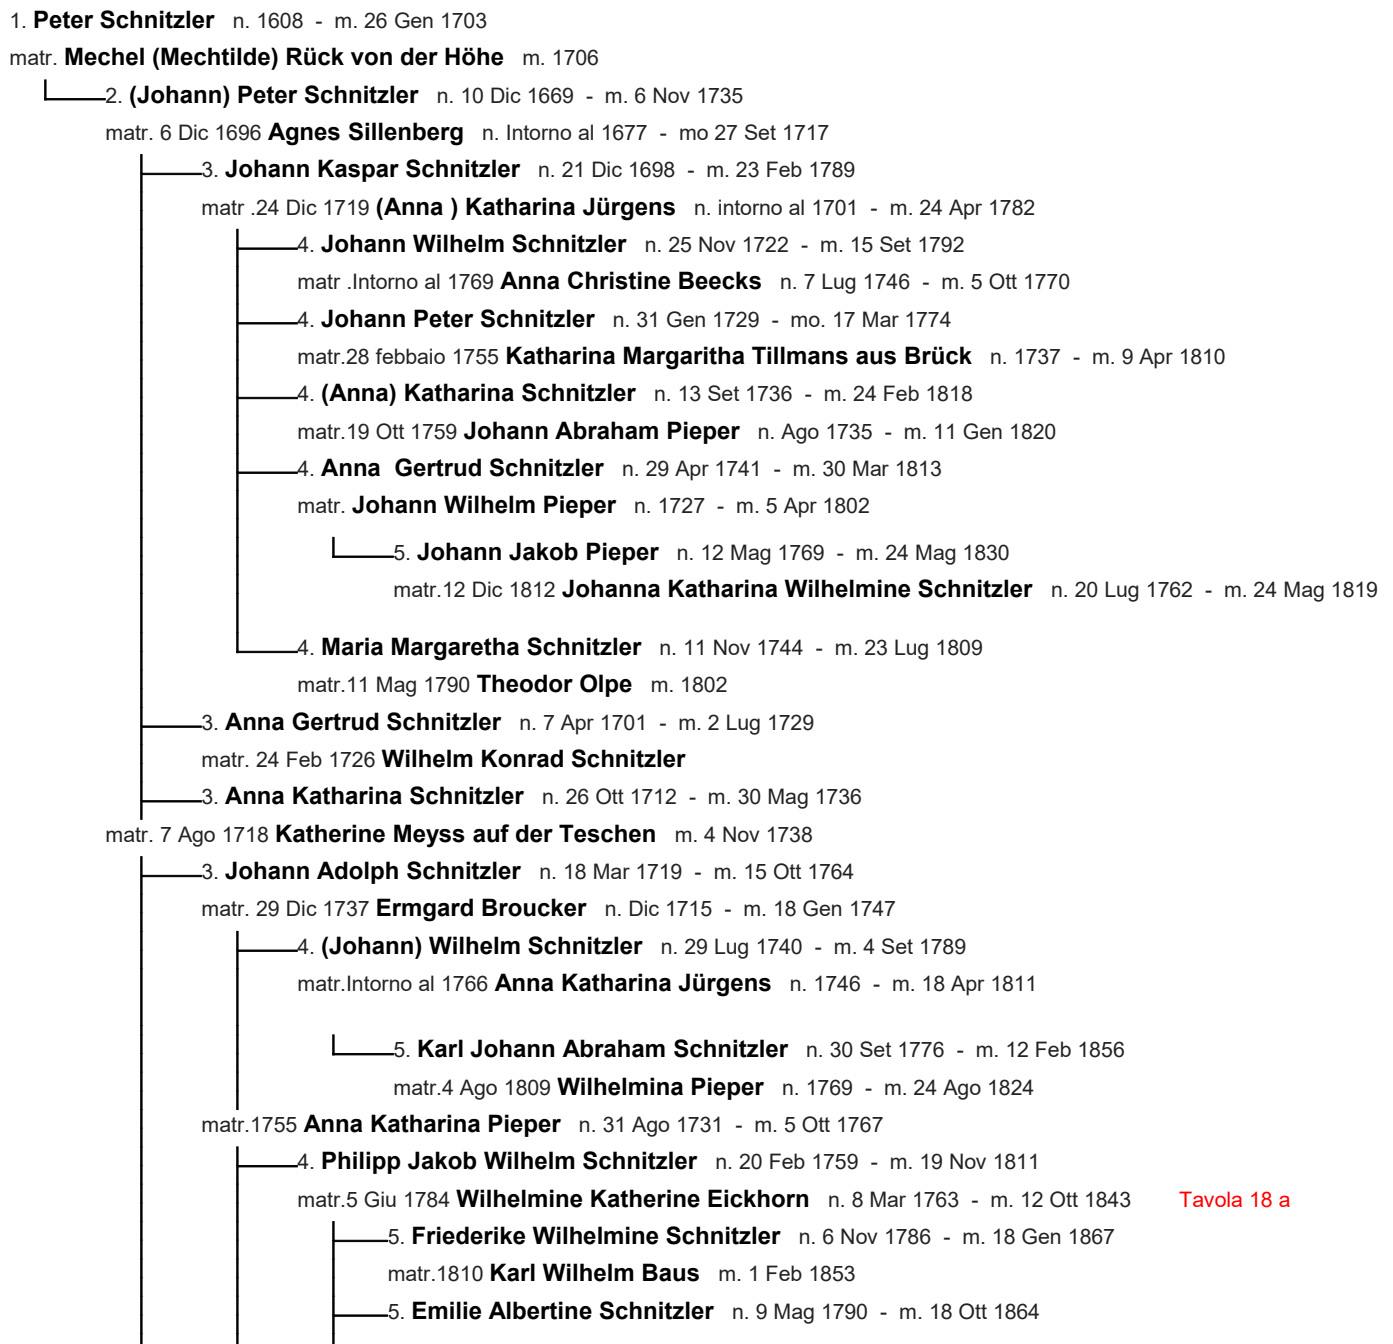 1. Peter Schnitzler n. 1608 - m. 26 Gen 1703
matr. Mechel (Mechtilde) Rück von der Höhe m. 1706
2. (Johann) Peter Schnitzler n. 10 Dic 1669 - m. 6 Nov 1735
matr. 6 Dic 1696 Agnes Sillenberg n. Intorno al 1677 - mo 27 Set 1717
3. Johann Kaspar Schnitzler n. 21 Dic 1698 - m. 23 Feb 1789
matr .24 Dic 1719 (Anna ) Katharina Jürgens n. intorno al 1701 - m. 24 Apr 1782
4. Johann Wilhelm Schnitzler n. 25 Nov 1722 - m. 15 Set 1792
matr .Intorno al 1769 Anna Christine Beecks n. 7 Lug 1746 - m. 5 Ott 1770
4. Johann Peter Schnitzler n. 31 Gen 1729 - mo. 17 Mar 1774
matr.28 febbaio 1755 Katharina Margaritha Tillmans aus Brück n. 1737 - m. 9 Apr 1810
4. (Anna) Katharina Schnitzler n. 13 Set 1736 - m. 24 Feb 1818
matr.19 Ott 1759 Johann Abraham Pieper n. Ago 1735 - m. 11 Gen 1820
4. Anna Gertrud Schnitzler n. 29 Apr 1741 - m. 30 Mar 1813
matr. Johann Wilhelm Pieper n. 1727 - m. 5 Apr 1802
5. Johann Jakob Pieper n. 12 Mag 1769 - m. 24 Mag 1830
matr.12 Dic 1812 Johanna Katharina Wilhelmine Schnitzler n. 20 Lug 1762 - m. 24 Mag 1819
4. Maria Margaretha Schnitzler n. 11 Nov 1744 - m. 23 Lug 1809
matr.11 Mag 1790 Theodor Olpe m. 1802
3. Anna Gertrud Schnitzler n. 7 Apr 1701 - m. 2 Lug 1729
matr. 24 Feb 1726 Wilhelm Konrad Schnitzler
3. Anna Katharina Schnitzler n. 26 Ott 1712 - m. 30 Mag 1736
matr. 7 Ago 1718 Katherine Meyss auf der Teschen m. 4 Nov 1738
3. Johann Adolph Schnitzler n. 18 Mar 1719 - m. 15 Ott 1764
matr. 29 Dic 1737 Ermgard Broucker n. Dic 1715 - m. 18 Gen 1747
4. (Johann) Wilhelm Schnitzler n. 29 Lug 1740 - m. 4 Set 1789
matr.Intorno al 1766 Anna Katharina Jürgens n. 1746 - m. 18 Apr 1811
5. Karl Johann Abraham Schnitzler n. 30 Set 1776 - m. 12 Feb 1856
matr.4 Ago 1809 Wilhelmina Pieper n. 1769 - m. 24 Ago 1824
matr.1755 Anna Katharina Pieper n. 31 Ago 1731 - m. 5 Ott 1767
4. Philipp Jakob Wilhelm Schnitzler n. 20 Feb 1759 - m. 19 Nov 1811
matr.5 Giu 1784 Wilhelmine Katherine Eickhorn n. 8 Mar 1763 - m. 12 Ott 1843 Tavola 18 a
5. Friederike Wilhelmine Schnitzler n. 6 Nov 1786 - m. 18 Gen 1867
matr.1810 Karl Wilhelm Baus m. 1 Feb 1853
5. Emilie Albertine Schnitzler n. 9 Mag 1790 - m. 18 Ott 1864